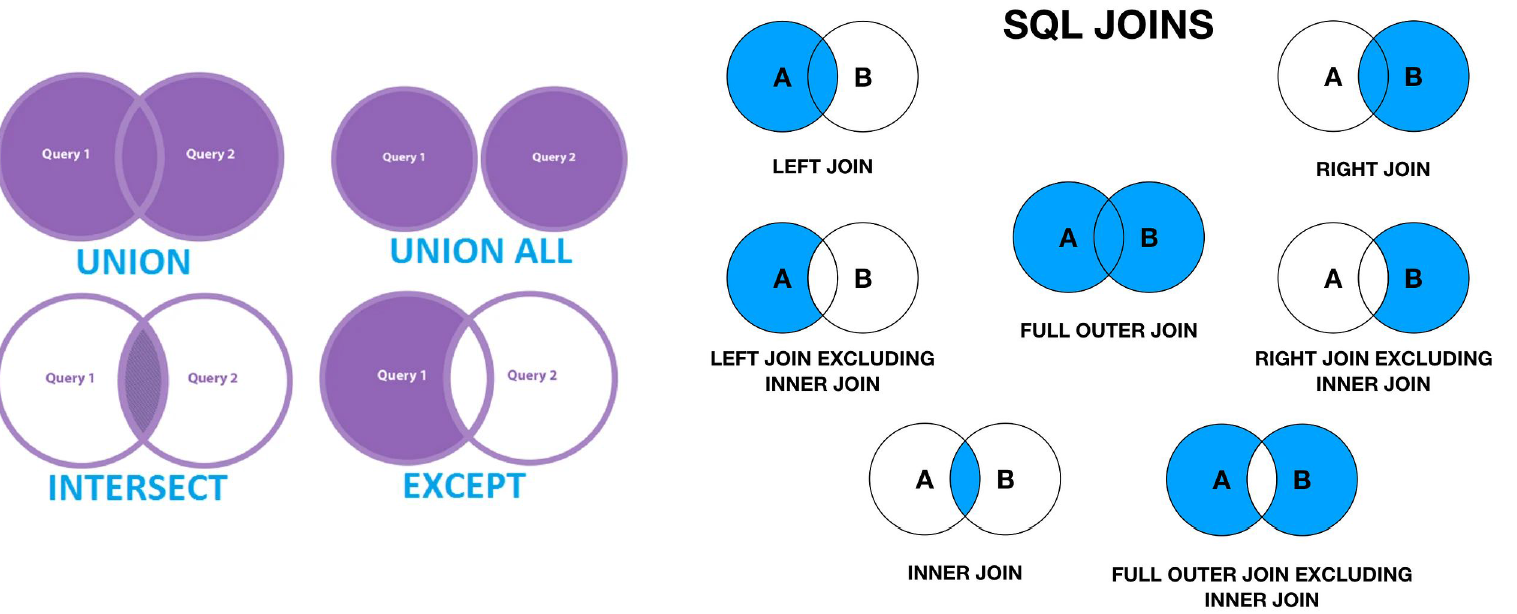 Query 1
Query 2
UNION
Query 1
Query 2
UNION ALL
Query 1
Query 2
INTERSECT
Query 1
Query 2
EXCEPT
SQL JOINS
A
B
LEFT JOIN
A
B
RIGHT JOIN
A
B
FULL OUTER JOIN
A
B
LEFT JOIN EXCLUDING
INNER JOIN
A
B
RIGHT JOIN EXCLUDING
INNER JOIN
A
B
INNER JOIN
A
B
FULL OUTER JOIN EXCLUDING
INNER JOIN